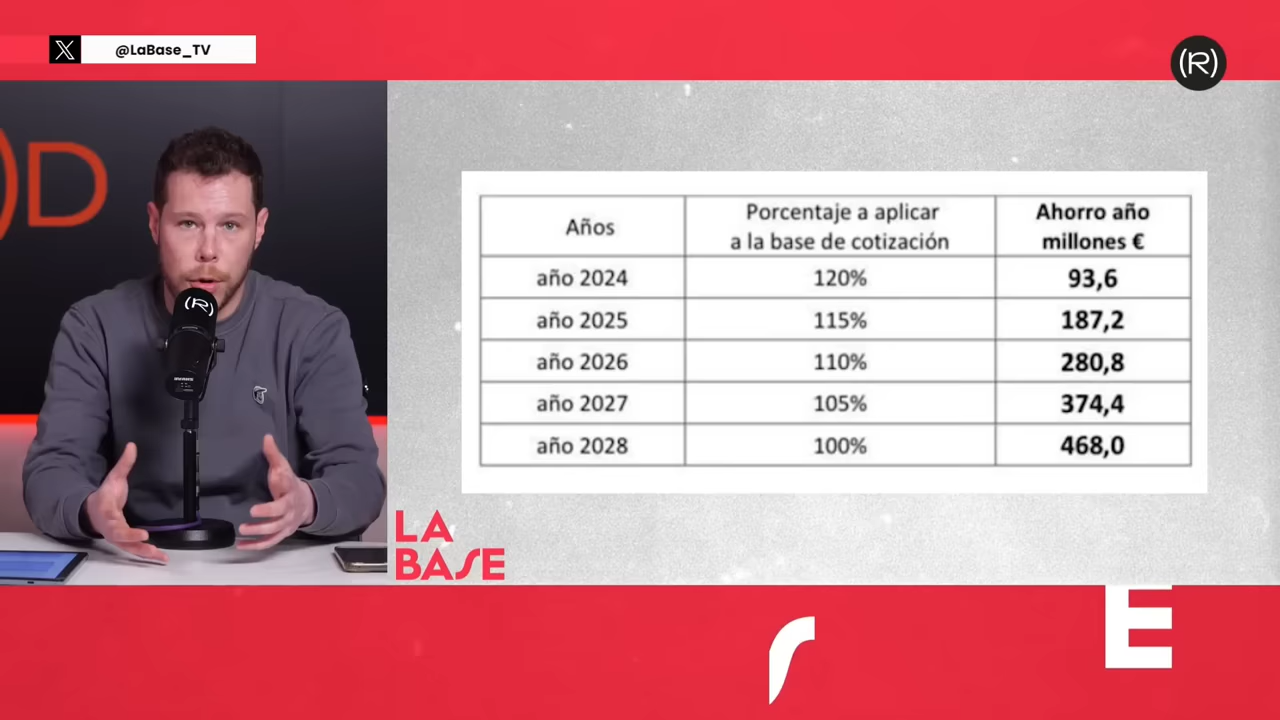 @LaBase_TV
(R)
)D
(R)
Años
Porcentaje a aplicar
a la base de cotización
Ahorro año
millones €
año 2024 120% 93,6
año 2025 115% 187,2
año 2026 110% 280,8
año 2027 105% 374,4
año 2028 100% 468,0
LA
BASE
S E